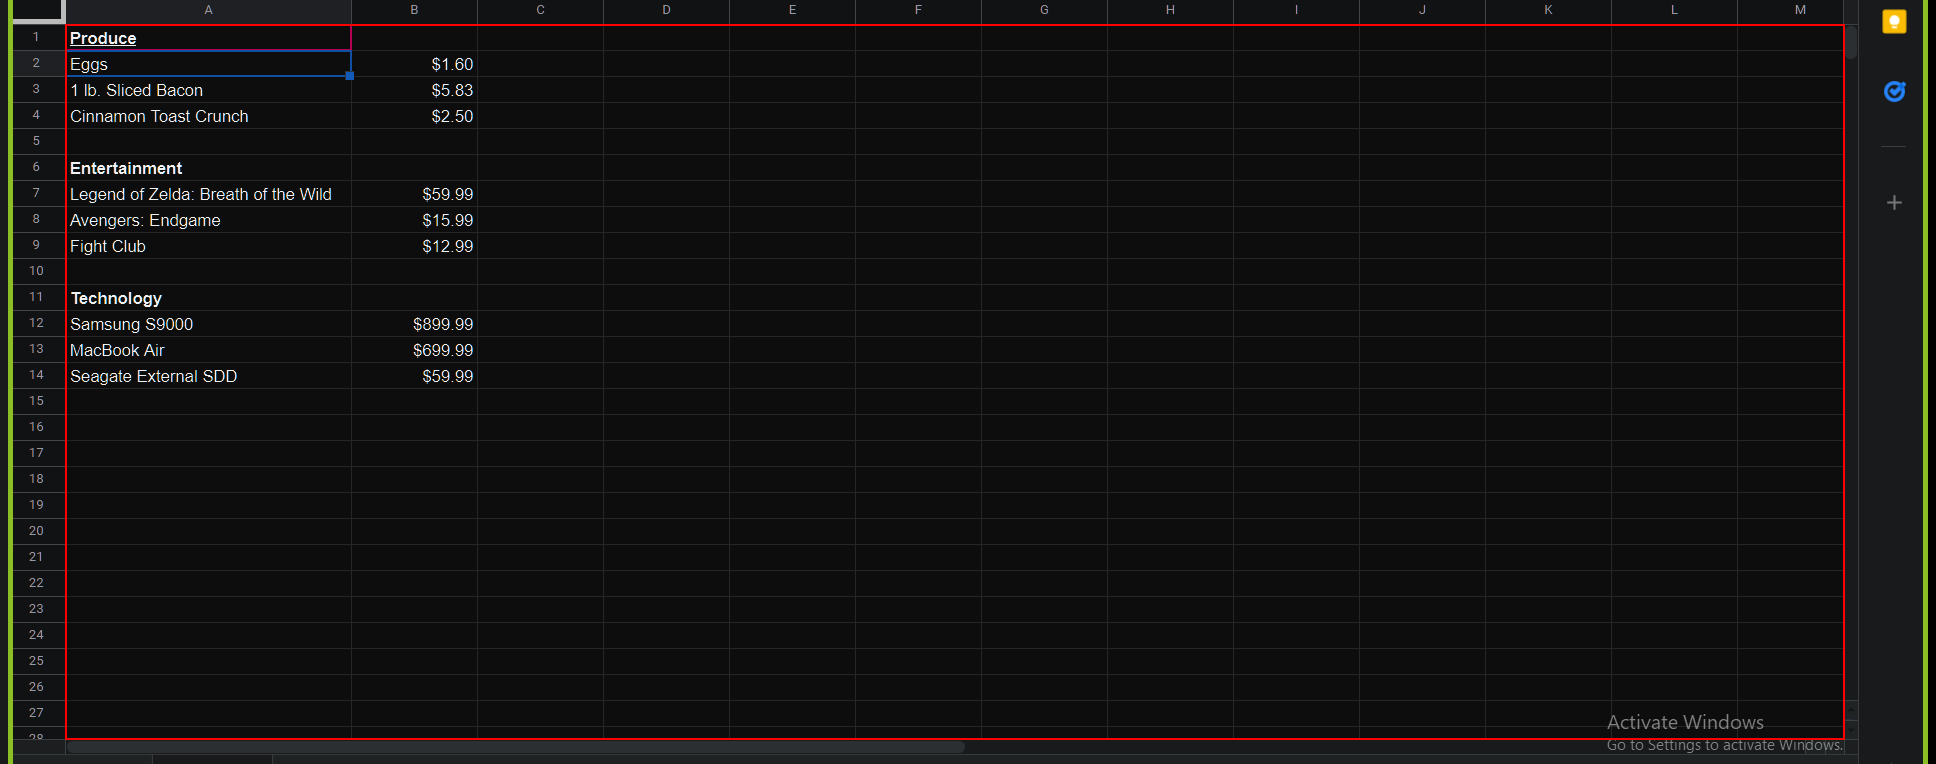 A B C D E F G H I J K L M
1 Produce
2 Eggs $1.60
3 1 lb. Sliced Bacon $5.83
4 Cinnamon Toast Crunch $2.50
5
6 Entertainment
7 Legend of Zelda: Breath of the Wild $59.99
8 Avengers: Endgame $15.99
9 Fight Club $12.99
10
11 Technology
12 Samsung S9000 $899.99
13 MacBook Air $699.99
14 Seagate External SDD $59.99
15
16
17
18
19
20
21
22
23
24
25
26
27
28
Activate Windows
Go to Settings to activate Windows.